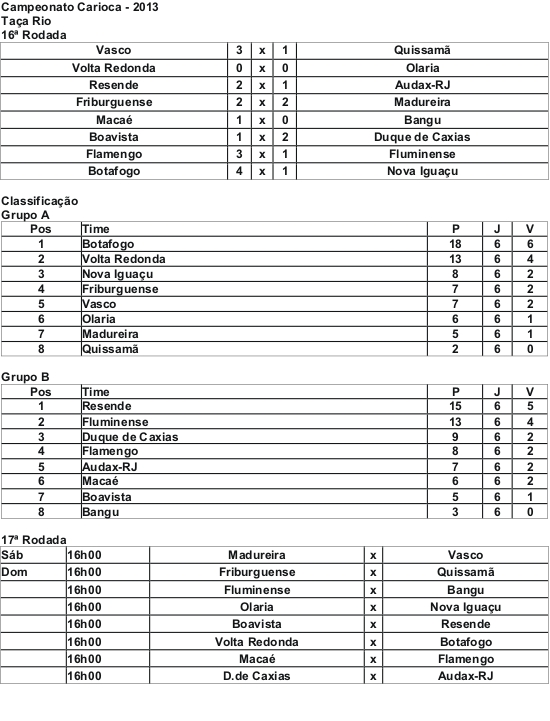 Campeonato Carioca - 2013
Taça Rio
16ª Rodada
Vasco 3 x 1 Quissamã
Volta Redonda 0 x 0 Olaria
Resende 2 x 1 Audax-RJ
Friburguense 2 x 2 Madureira
Macaé 1 x 0 Bangu
Boavista 1 x 2 Duque de Caxias
Flamengo 3 x 1 Fluminense
Botafogo 4 x 1 Nova Iguaçu
Classificação
Grupo A
Pos Time P J V
1 Botafogo 18 6 6
2 Volta Redonda 13 6 4
3 Nova Iguaçu 8 6 2
4 Friburguense 7 6 2
5 Vasco 7 6 2
6 Olaria 6 6 1
7 Madureira 5 6 1
8 Quissamã 2 6 0
Grupo B
Pos Time P J V
1 Resende 15 6 5
2 Fluminense 13 6 4
3 Duque de Caxias 9 6 2
4 Flamengo 8 6 2
5 Audax-RJ 7 6 2
6 Macaé 6 6 2
7 Boavista 5 6 1
8 Bangu 3 6 0
17ª Rodada
Sáb 16h00 Madureira x Vasco
Dom 16h00 Friburguense x Quissamã
16h00 Fluminense x Bangu
16h00 Olaria x Nova Iguaçu
16h00 Boavista x Resende
16h00 Volta Redonda x Botafogo
16h00 Macaé x Flamengo
16h00 D.de Caxias x Audax-RJ